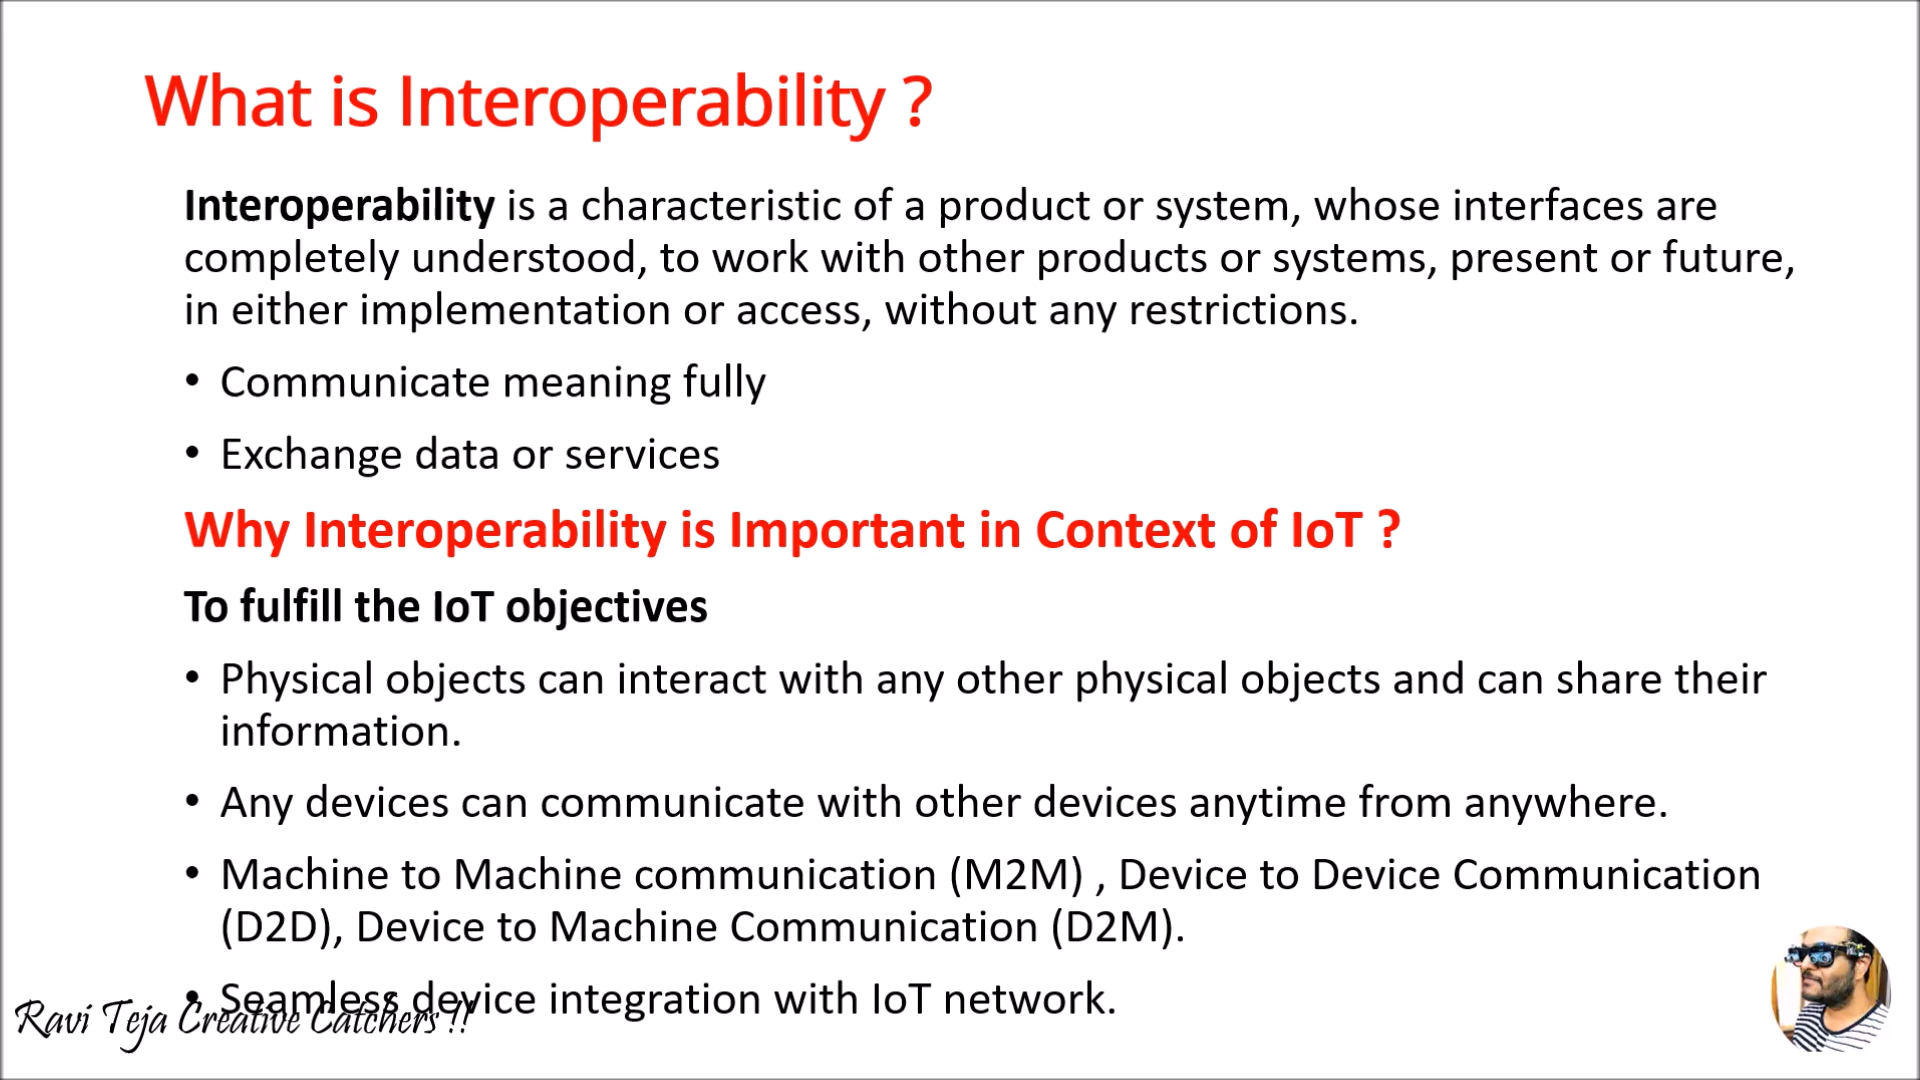 What is Interoperability ?
Interoperability is a characteristic of a product or system, whose interfaces are
completely understood, to work with other products or systems, present or future,
in either implementation or access, without any restrictions.
• Communicate meaning fully
• Exchange data or services
Why Interoperability is Important in Context of IoT ?
To fulfill the IoT objectives
• Physical objects can interact with any other physical objects and can share their
information.
• Any devices can communicate with other devices anytime from anywhere.
• Machine to Machine communication (M2M) , Device to Device Communication
(D2D), Device to Machine Communication (D2M).
• Seamless device integration with IoT network.
Ravi Teja Creative Catchers !!